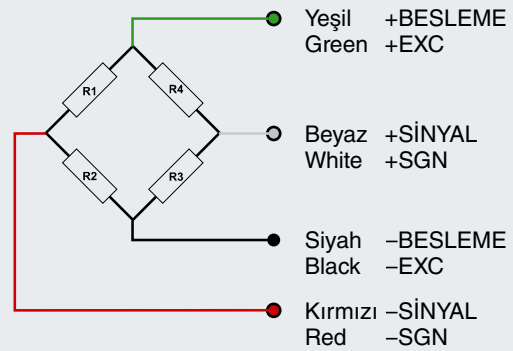 Yeşil +BESLEME
Green +EXC
R1
R4
Beyaz +SİNYAL
White +SGN
R2
R3
Siyah –BESLEME
Black –EXC
Kırmızı –SİNYAL
Red –SGN